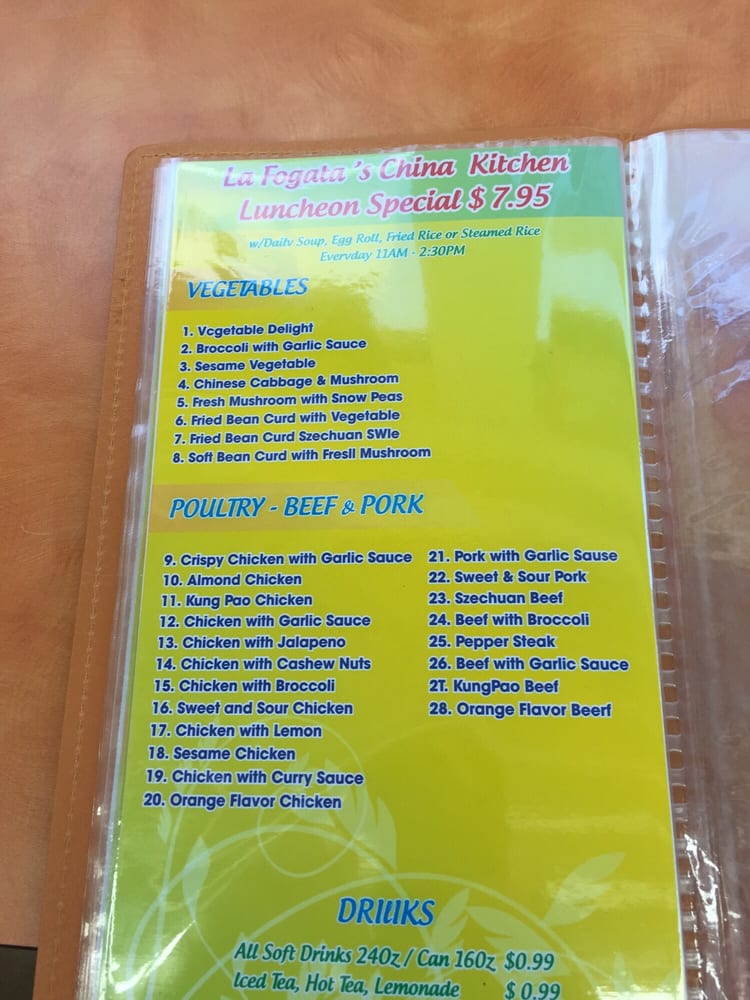 La Fogata's China Kitchen
Luncheon Special $ 7.95
w/Daitv Soup, Egg Roll, Fried Rice or Steamed Rice
Evervday 11AM - 2:30PM
VEGETABLES
1. Vcgetable Delight
2. Broccoli with Garlic Sauce
3. Sesame Vegetable
4. Chinese Cabbage & Mushroom
5. Fresh Mushroom with Snow Peas
6. Fried Bean Curd with Vegetable
7. Fried Bean Curd Szechuan SWle
8. Soft Bean Curd with Fresll Mushroom
POULTRY - BEEF & PORK
9. Crispy Chicken with Garlic Sauce
10. Almond Chicken
11. Kung Pao Chicken
12. Chicken with Garlic Sauce
13. Chicken with Jalapeno
14. Chicken with Cashew Nuts
15. Chicken with Broccoli
16. Sweet and Sour Chicken
17. Chicken with Lemon
18. Sesame Chicken
19. Chicken with Curry Sauce
20. Orange Flavor Chicken
21. Pork with Garlic Sause
22. Sweet & Sour Pork
23. Szechuan Beef
24. Beef with Broccoli
25. Pepper Steak
26. Beef with Garlic Sauce
2T. KungPao Beef
28. Orange Flavor Beerf
DRIUIKS
All Soft Drinks 24Oz / Can 16Oz $0.99
Iced Tea, Hot Tea, Lemonade $ 0.99